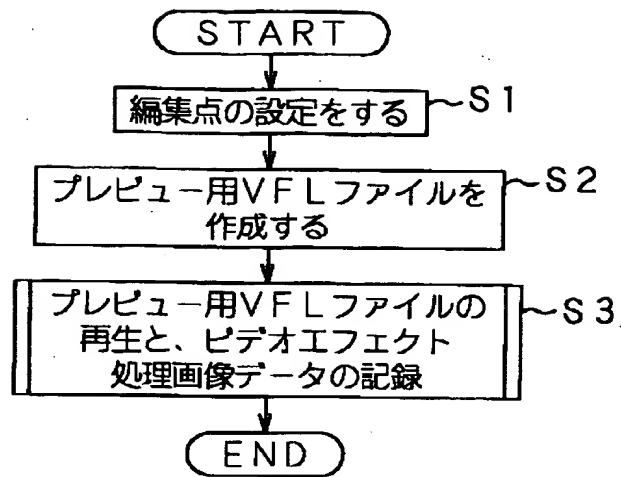 START
編集点の設定をする
~S1
プレビュー用VFLファイルを
作成する
~S2
プレビュー用VFLファイルの
再生と、ビデオエフェクト
処理画像データの記録
~S3
END